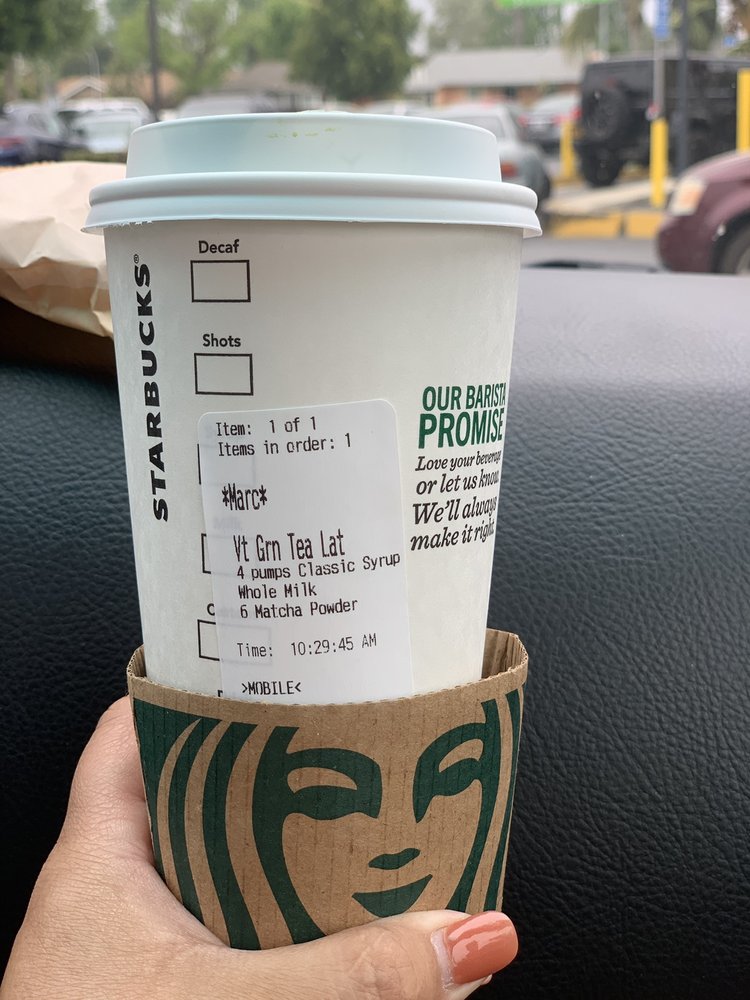 Decaf
Shots
STARBUCKS®
Item: 1 of 1
Items in order: 1
*Marc*
Vt Grn Tea Lat
4 pumps Classic Syrup
Whole Milk
6 Matcha Powder
Time: 10:29:45 AM
>MOBILE<
OUR BARISTA
PROMISE
Love your beverage
or let us know.
We'll always
make it right.